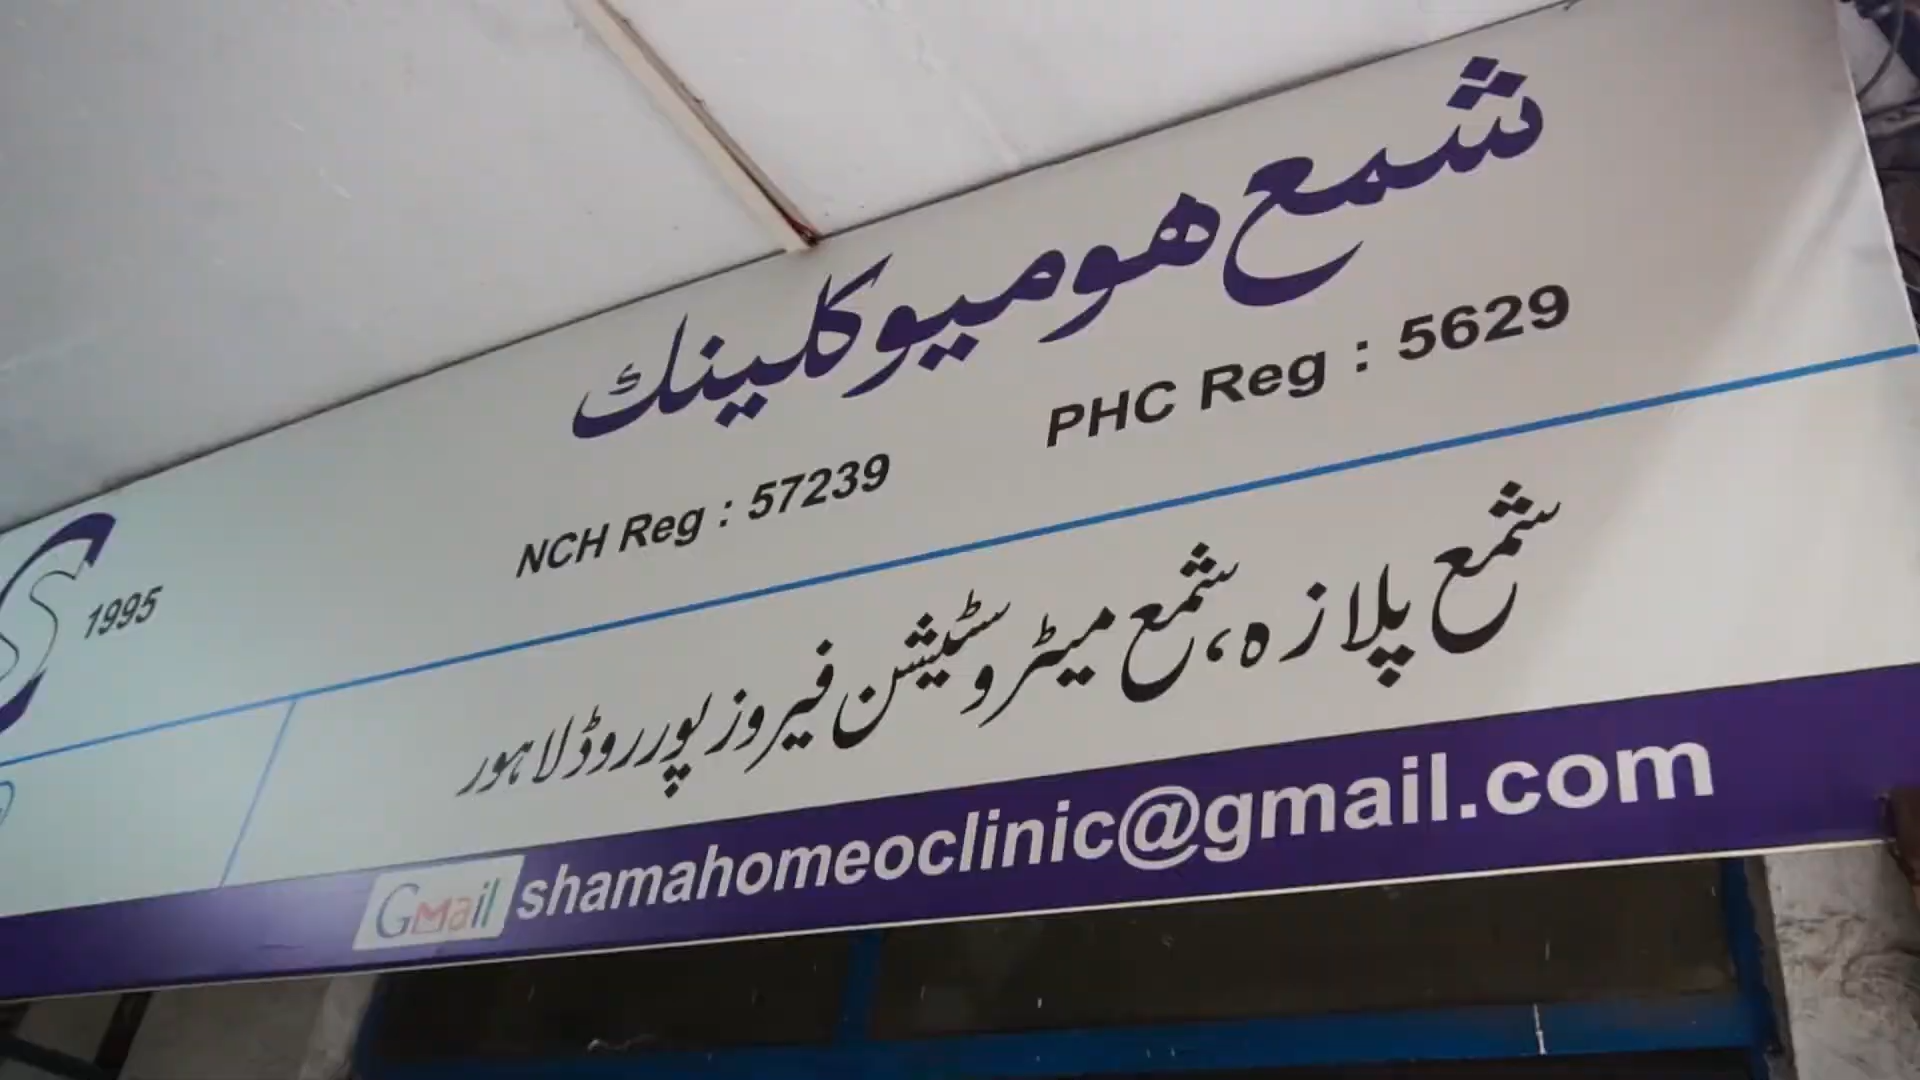 شمع ھومیو کلینک
NCH Reg : 57239 PHC Reg : 5629
S 1995
شمع پلازہ، شمع میٹرو سٹیشن فیروز پور روڈ لاہور
Gmail shamahomeoclinic@gmail.com